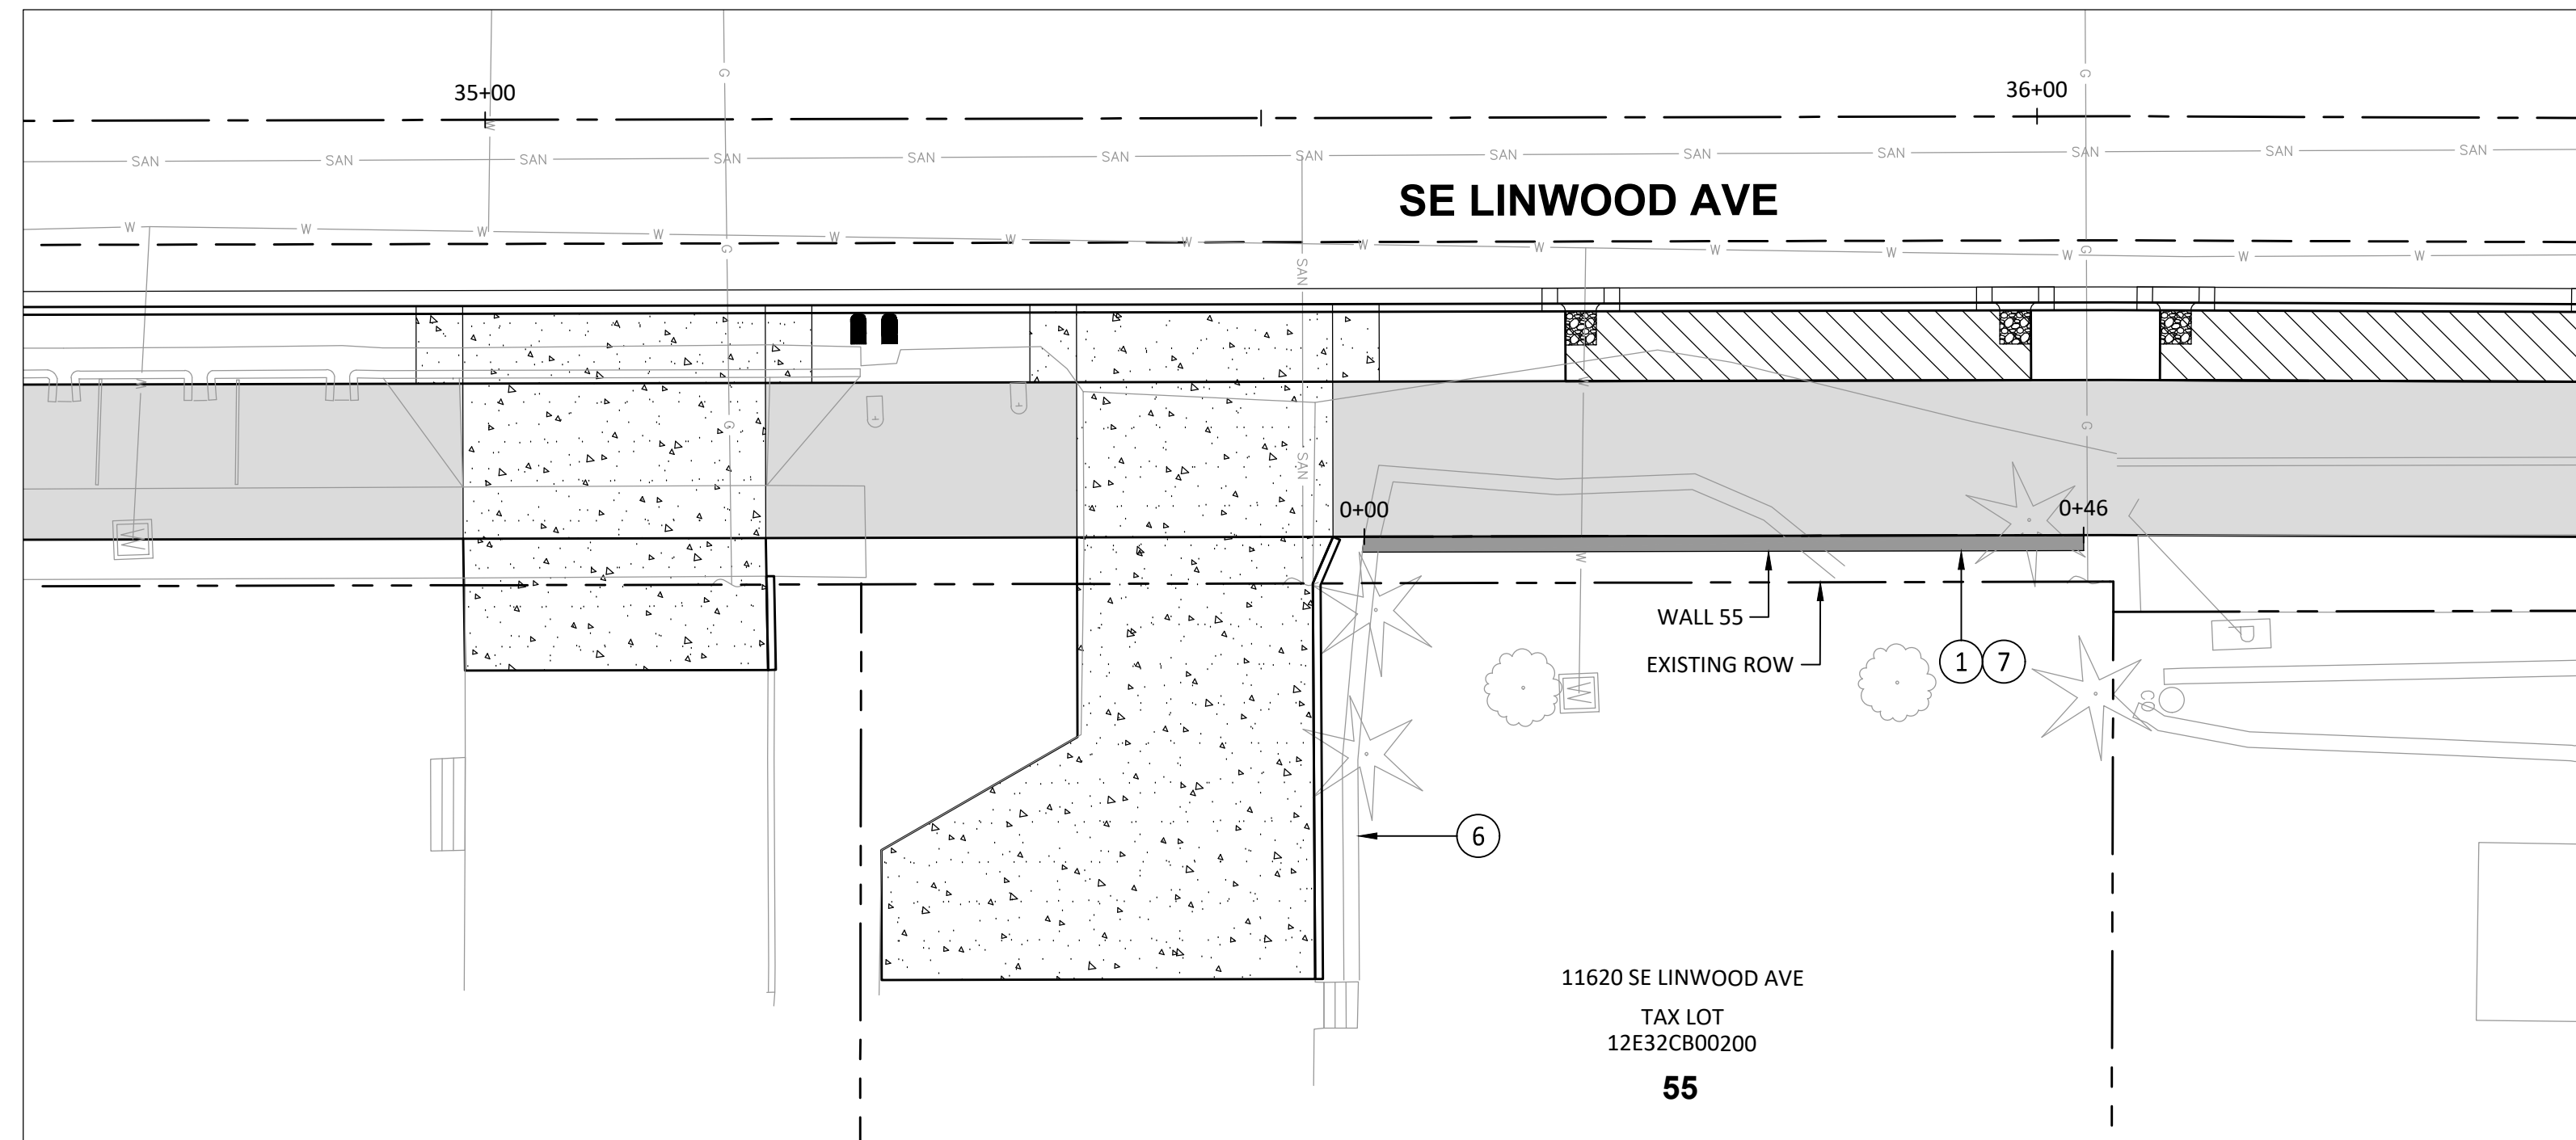 G
G
35+00
36+00
W
SAN SAN SAN SAN SAN SAN SAN SAN SAN SAN SAN SAN SAN
SE LINWOOD AVE
W W W W W W W W W W W W W W
G
G
SAN
W
W
G
G
SAN
0+00
0+46
W
W
WALL 55
EXISTING ROW
1 7
P
W
CO
6
11620 SE LINWOOD AVE
TAX LOT
12E32CB00200
55